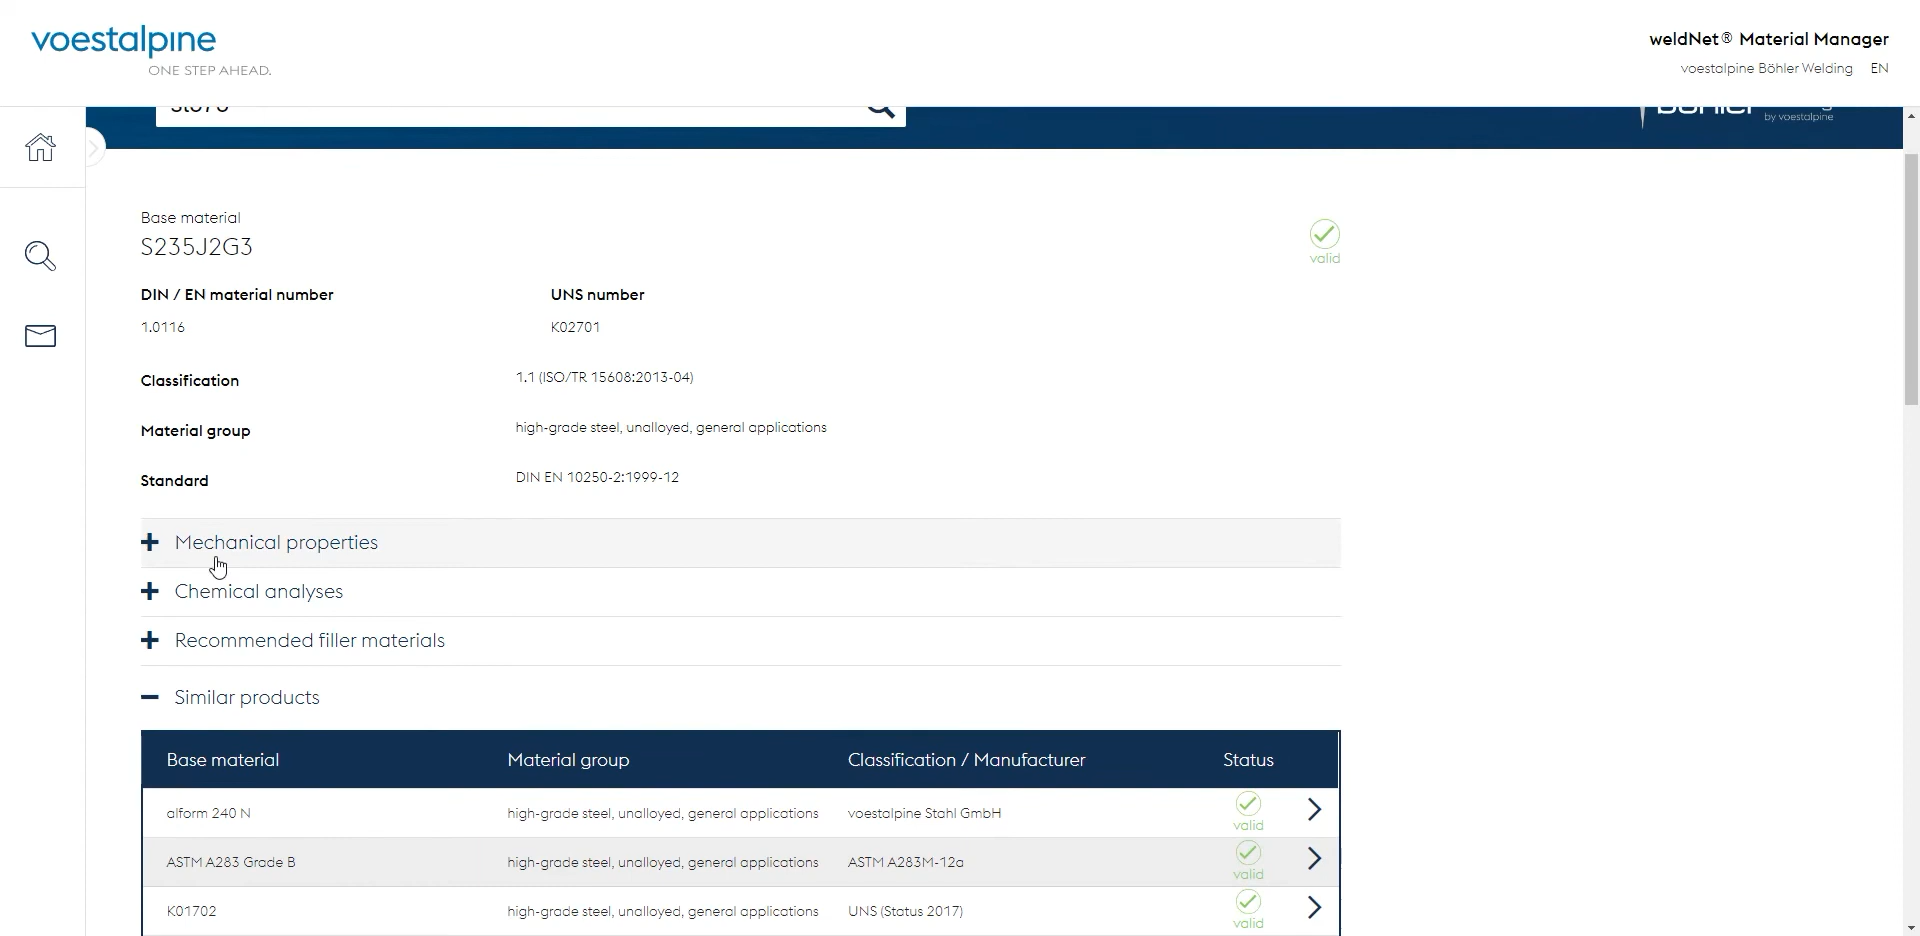 voestalpine
ONE STEP AHEAD.
weldNet® Material Manager
voestalpine Böhler Welding EN
by voestalpine
Base material
S235J2G3
valid
DIN / EN material number UNS number
1.0116 K02701
Classification 1.1 (ISO/TR 15608:2013-04)
Material group high-grade steel, unalloyed, general applications
Standard DIN EN 10250-2:1999-12
Mechanical properties
Chemical analyses
Recommended filler materials
Similar products
Base material Material group Classification / Manufacturer Status
alform 240 N high-grade steel, unalloyed, general applications voestalpine Stahl GmbH valid
ASTM A283 Grade B high-grade steel, unalloyed, general applications ASTM A283M-12a valid
K01702 high-grade steel, unalloyed, general applications UNS (Status 2017) valid